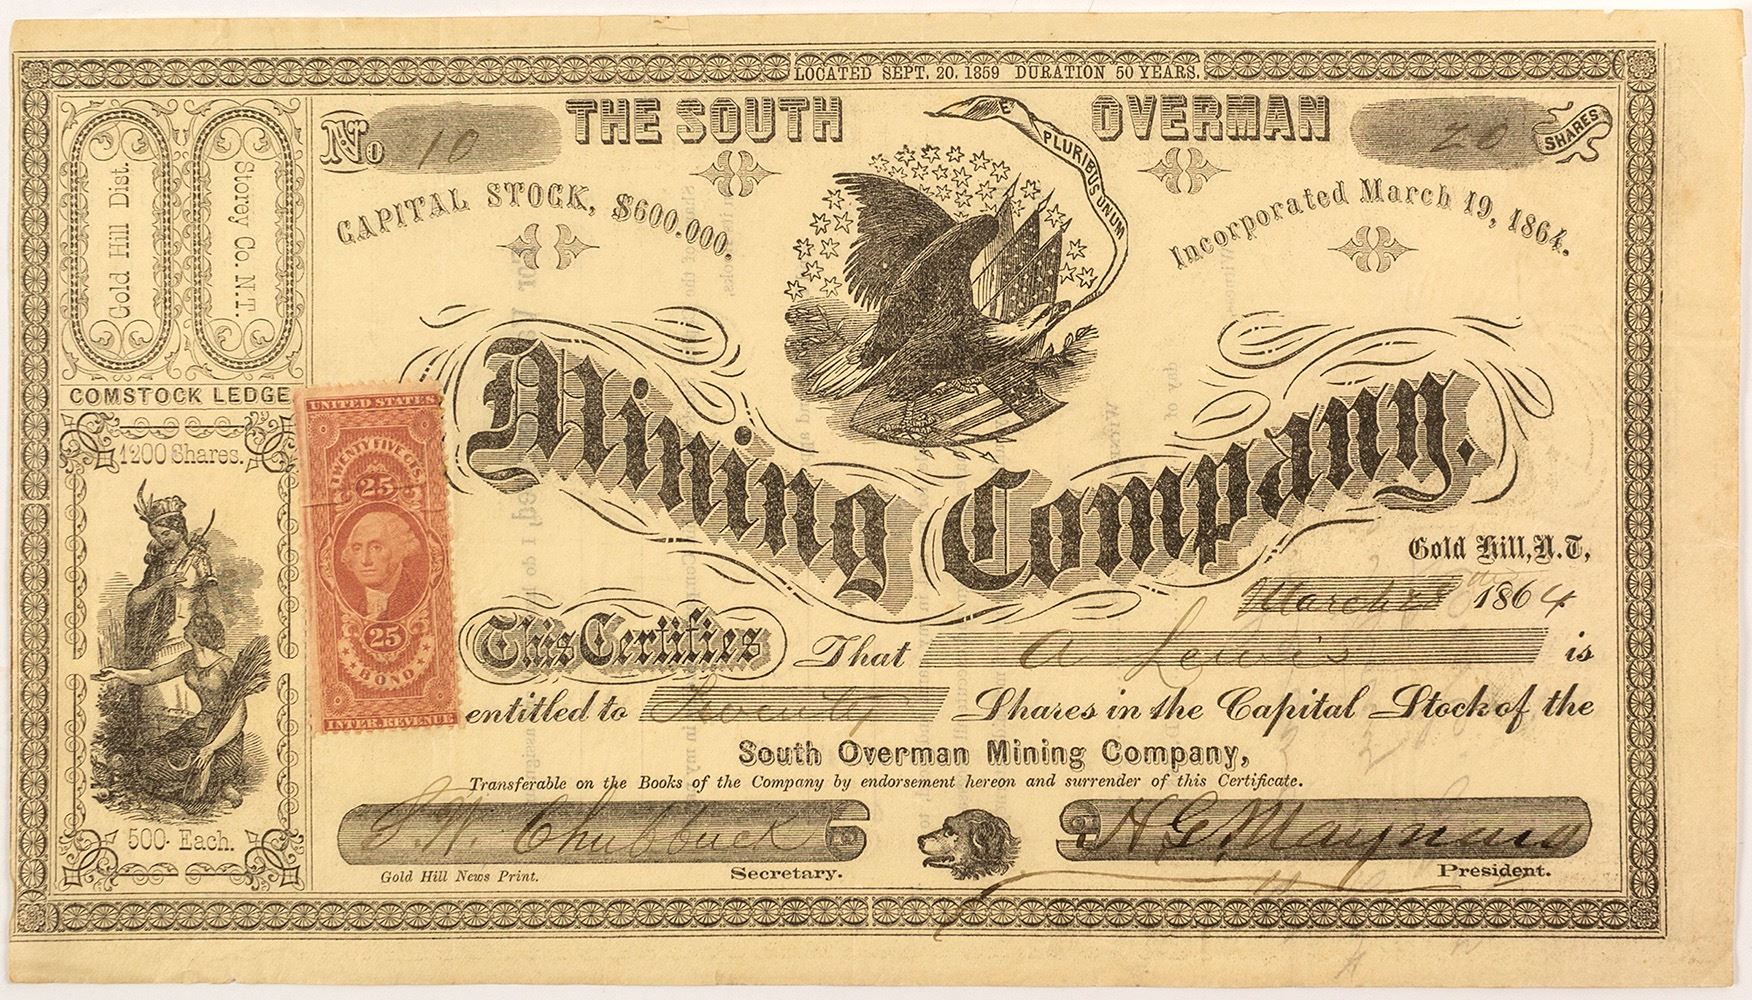 LOCATED SEPT. 20. 1859 DURATION 50 YEARS.
No 10
THE SOUTH OVERMAN
20 SHARES
E PLURIBUS UNUM
CAPITAL STOCK, $600.000.
Incorporated March 19, 1864.
Gold Hill Dist.
Storey Co. N.T.
COMSTOCK LEDGE
1200 Shares.
500. Each.
UNITED STATES
TWENTY FIVE CTS.
25
25
BOND
INTER. REVENUE
Mining Company.
Gold Hill, N.T.,
March 1864
This Certifies That A Lewis is
entitled to Twenty Shares in the Capital Stock of the
South Overman Mining Company,
Transferable on the Books of the Company by endorsement hereon and surrender of this Certificate.
J. W. Chubbuck
H G Maynard
Gold Hill News Print.
Secretary.
President.